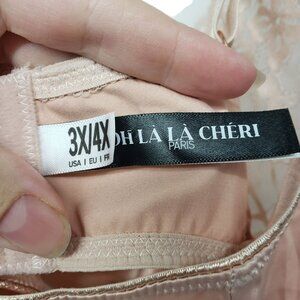 3X/4X
USA | EU | FR
OH LÀ LÀ CHÉRI
PARIS